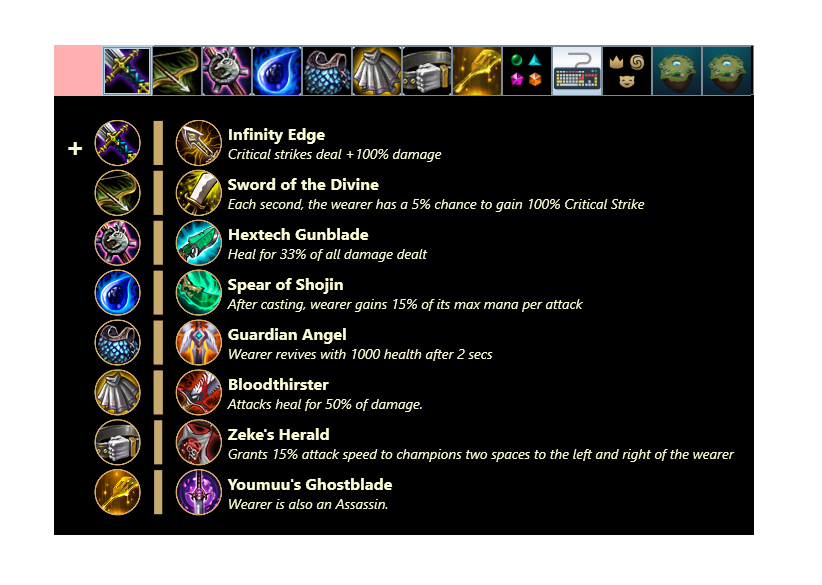 +
Infinity Edge
Critical strikes deal +100% damage
Sword of the Divine
Each second, the wearer has a 5% chance to gain 100% Critical Strike
Hextech Gunblade
Heal for 33% of all damage dealt
Spear of Shojin
After casting, wearer gains 15% of its max mana per attack
Guardian Angel
Wearer revives with 1000 health after 2 secs
Bloodthirster
Attacks heal for 50% of damage.
Zeke's Herald
Grants 15% attack speed to champions two spaces to the left and right of the wearer
Youmuu's Ghostblade
Wearer is also an Assassin.